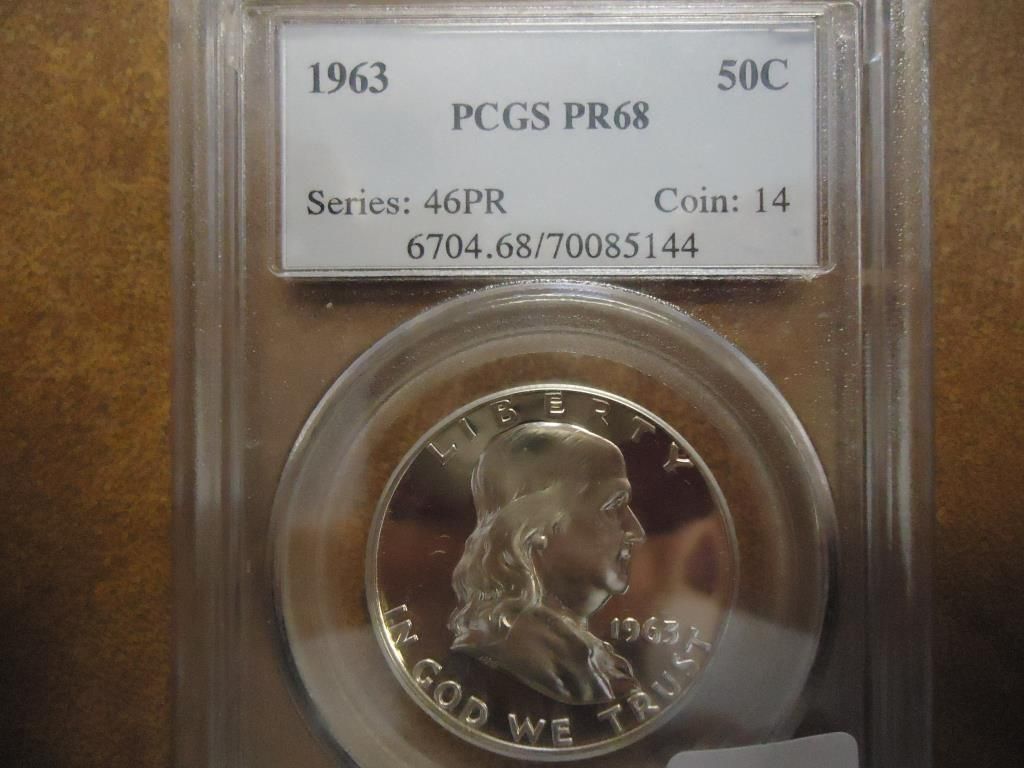 1963 50C
PCGS PR68
Series: 46PR Coin: 14
6704.68/70085144
LIBERTY
1963
IN GOD WE TRUST